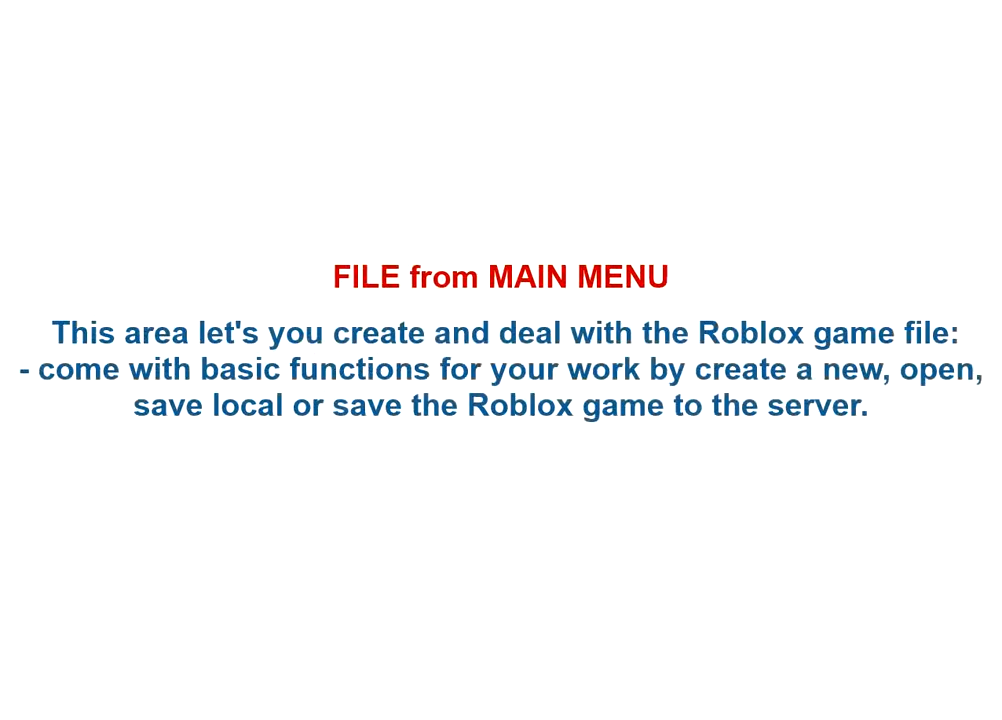 FILE from MAIN MENU
This area let's you create and deal with the Roblox game file:
- come with basic functions for your work by create a new, open,
save local or save the Roblox game to the server.